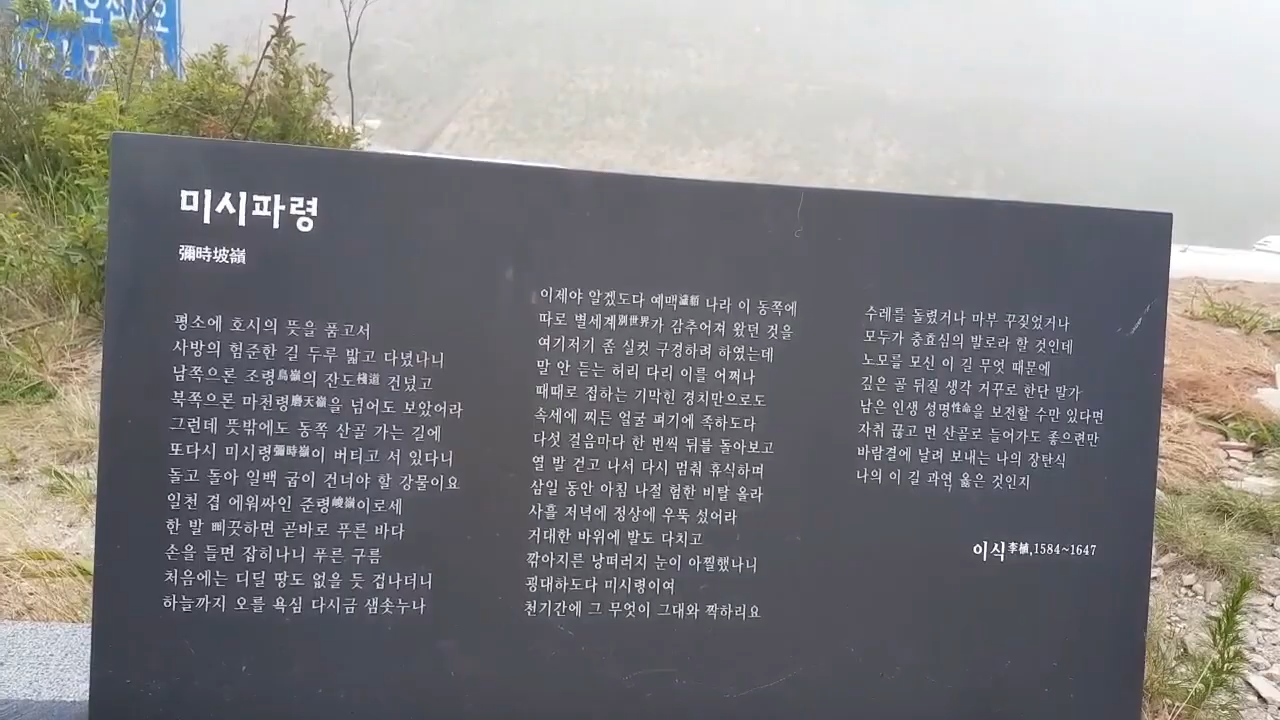 미시파령
彌時坡嶺
평소에 호시의 뜻을 품고서
사방의 험준한 길 두루 밟고 다녔나니
남쪽으론 조령鳥嶺의 잔도棧道 건넜고
북쪽으론 마천령磨天嶺을 넘어도 보았어라
그런데 뜻밖에도 동쪽 산골 가는 길에
또다시 미시령彌時嶺이 버티고 서 있다니
돌고 돌아 일백 굽이 건너야 할 강물이요
일천 겹 에워싸인 준령峻嶺이로세
한 발 삐끗하면 곧바로 푸른 바다
손을 들면 잡히나니 푸른 구름
처음에는 디딜 땅도 없을 듯 겁나더니
하늘까지 오를 욕심 다시금 샘솟누나
이제야 알겠도다 예맥 나라 이 동쪽에
따로 별세계別世界가 감추어져 왔던 것을
여기저기 좀 실컷 구경하려 하였는데
말 안 듣는 허리 다리 이를 어쩌나
때때로 접하는 기막힌 경치만으로도
속세에 찌든 얼굴 펴기에 족하도다
다섯 걸음마다 한 번씩 뒤를 돌아보고
열 발 걷고 나서 다시 멈춰 휴식하며
삼일 동안 아침 나절 험한 비탈 올라
사흘 저녁에 정상에 우뚝 섰어라
거대한 바위에 발도 다치고
깎아지른 낭떠러지 눈이 아찔했나니
굉대하도다 미시령이여
천기간에 그 무엇이 그대와 짝하리요
수레를 돌렸거나 마부 꾸짖었거나
모두가 충효심의 발로라 할 것인데
노모를 모신 이 길 무엇 때문에
깊은 골 뒤질 생각 거꾸로 한단 말가
남은 인생 성명性命을 보전할 수만 있다면
자취 끊고 먼 산골로 들어가도 좋으련만
바람결에 날려 보내는 나의 장탄식
나의 이 길 과연 옳은 것인지
이식李植, 1584~1647